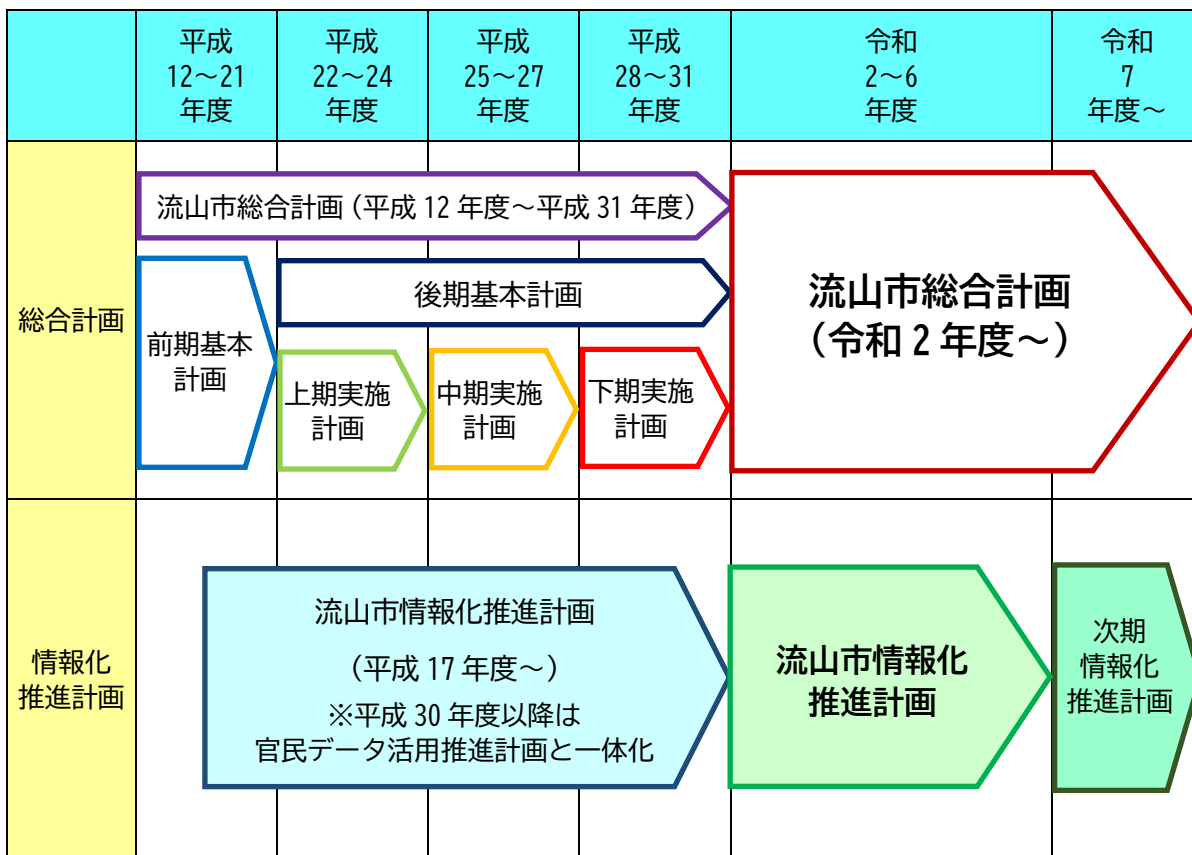 平成
12～21
年度
平成
22～24
年度
平成
25～27
年度
平成
28～31
年度
令和
2～6
年度
令和
7
年度～
総合計画
流山市総合計画（平成 12 年度～平成 31 年度）
前期基本
計画
後期基本計画
上期実施
計画
中期実施
計画
下期実施
計画
流山市総合計画
（令和 2 年度～）
情報化
推進計画
流山市情報化推進計画
（平成 17 年度～）
※平成 30 年度以降は
官民データ活用推進計画と一体化
流山市情報化
推進計画
次期
情報化
推進計画